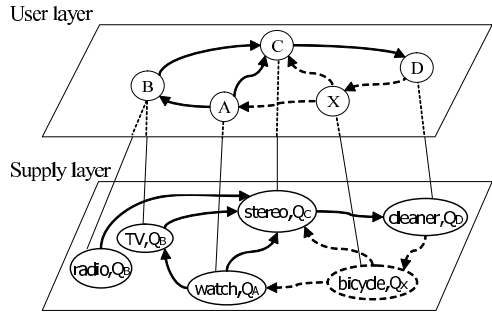 User layer
C
D
B
A
X
Supply layer
stereo,QC
cleaner,QD
TV,QB
radio,QB
watch,QA
bicycle,QX